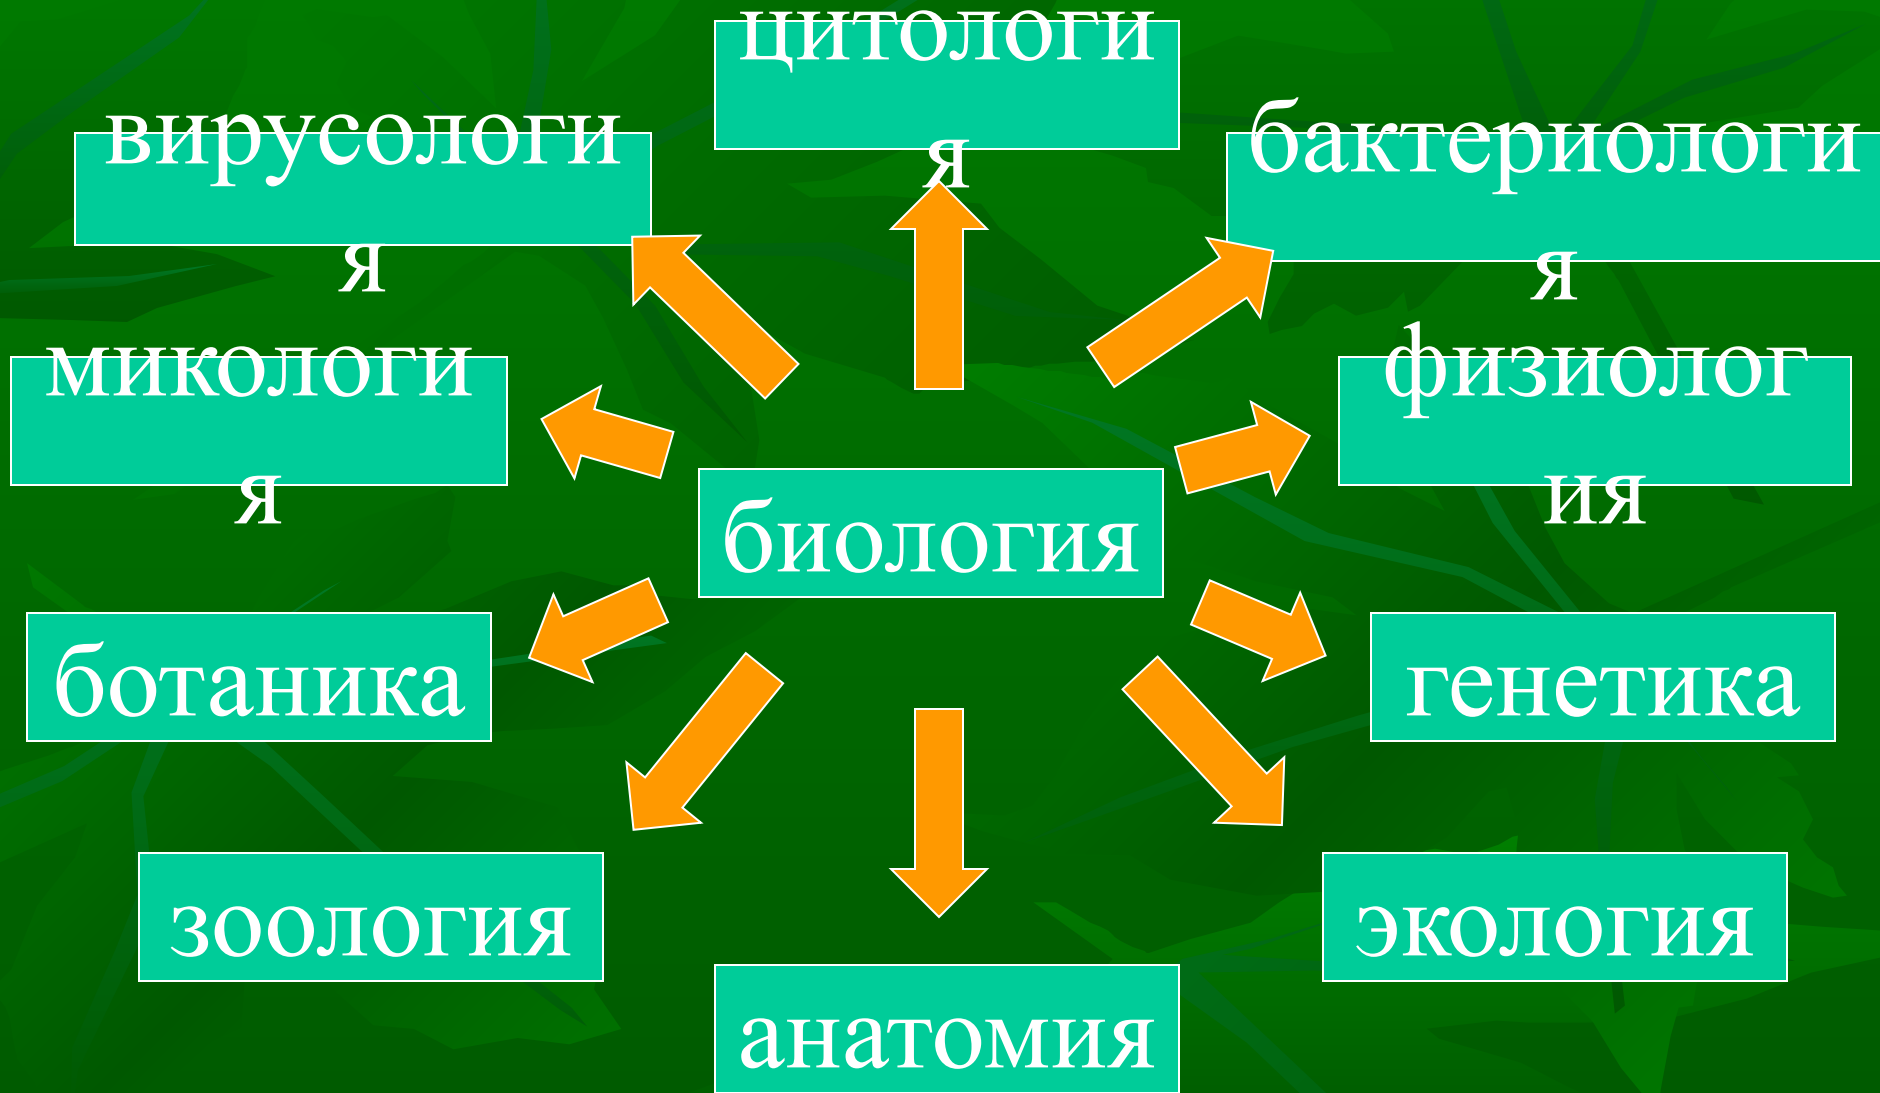 цитологи
я
вирусологи
я
бактериологи
я
микологи
я
физиолог
ия
биология
ботаника
генетика
зоология
экология
анатомия